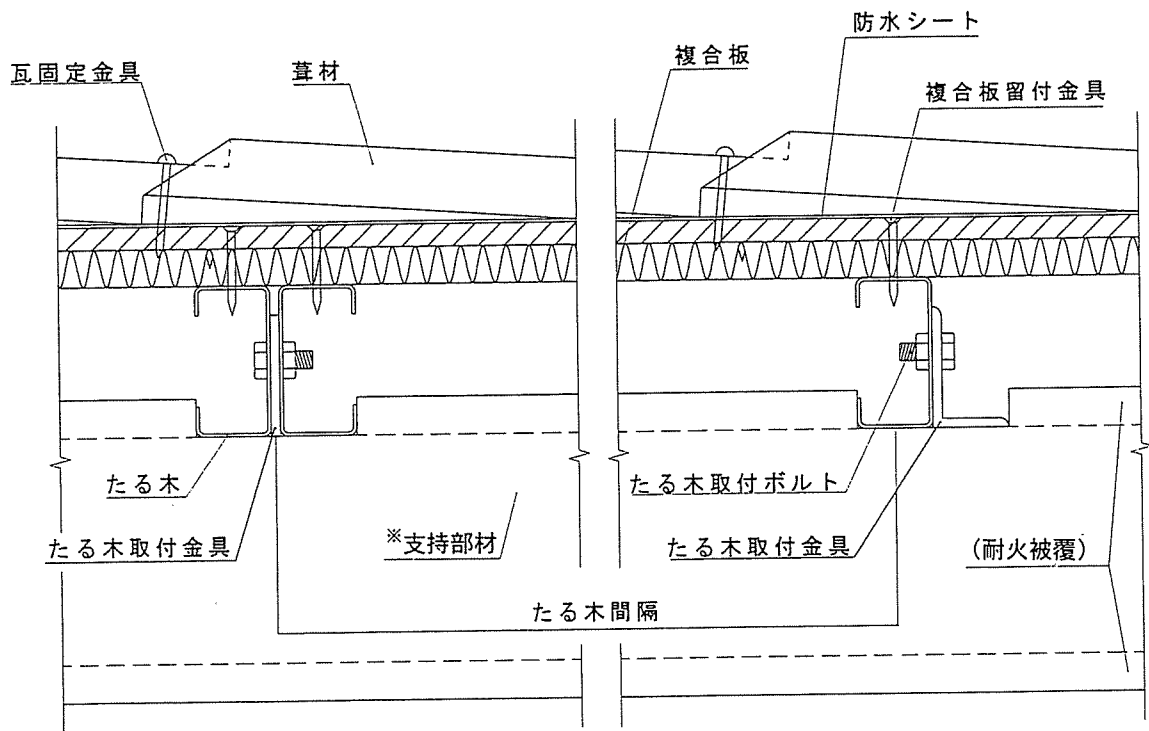 防水シート
複合板
瓦固定金具
葺材
複合板留付金具
たる木
たる木取付ボルト
たる木取付金具
※支持部材
たる木取付金具
(耐火被覆)
たる木間隔